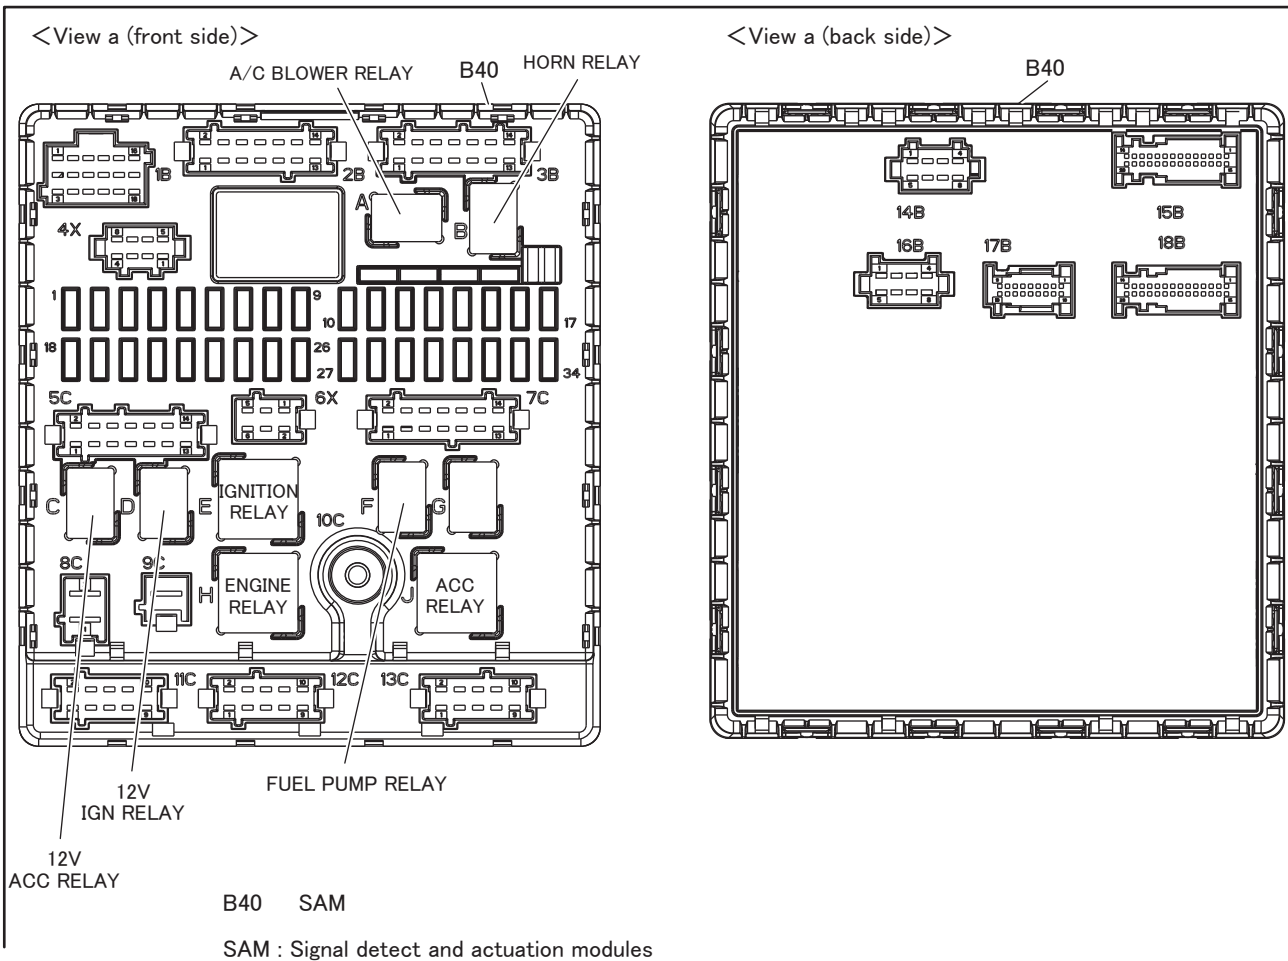 <View a (front side)>
A/C BLOWER RELAY
B40
HORN RELAY
1B
2B
3B
4X
A
B
1
9
10
17
18
26
27
34
5C
6X
7C
C
D
E
IGNITION
RELAY
F
G
10C
8C
9C
H
ENGINE
RELAY
J
ACC
RELAY
11C
12C
13C
FUEL PUMP RELAY
12V
IGN RELAY
12V
ACC RELAY
<View a (back side)>
B40
14B
15B
16B
17B
18B
B40 SAM
SAM : Signal detect and actuation modules